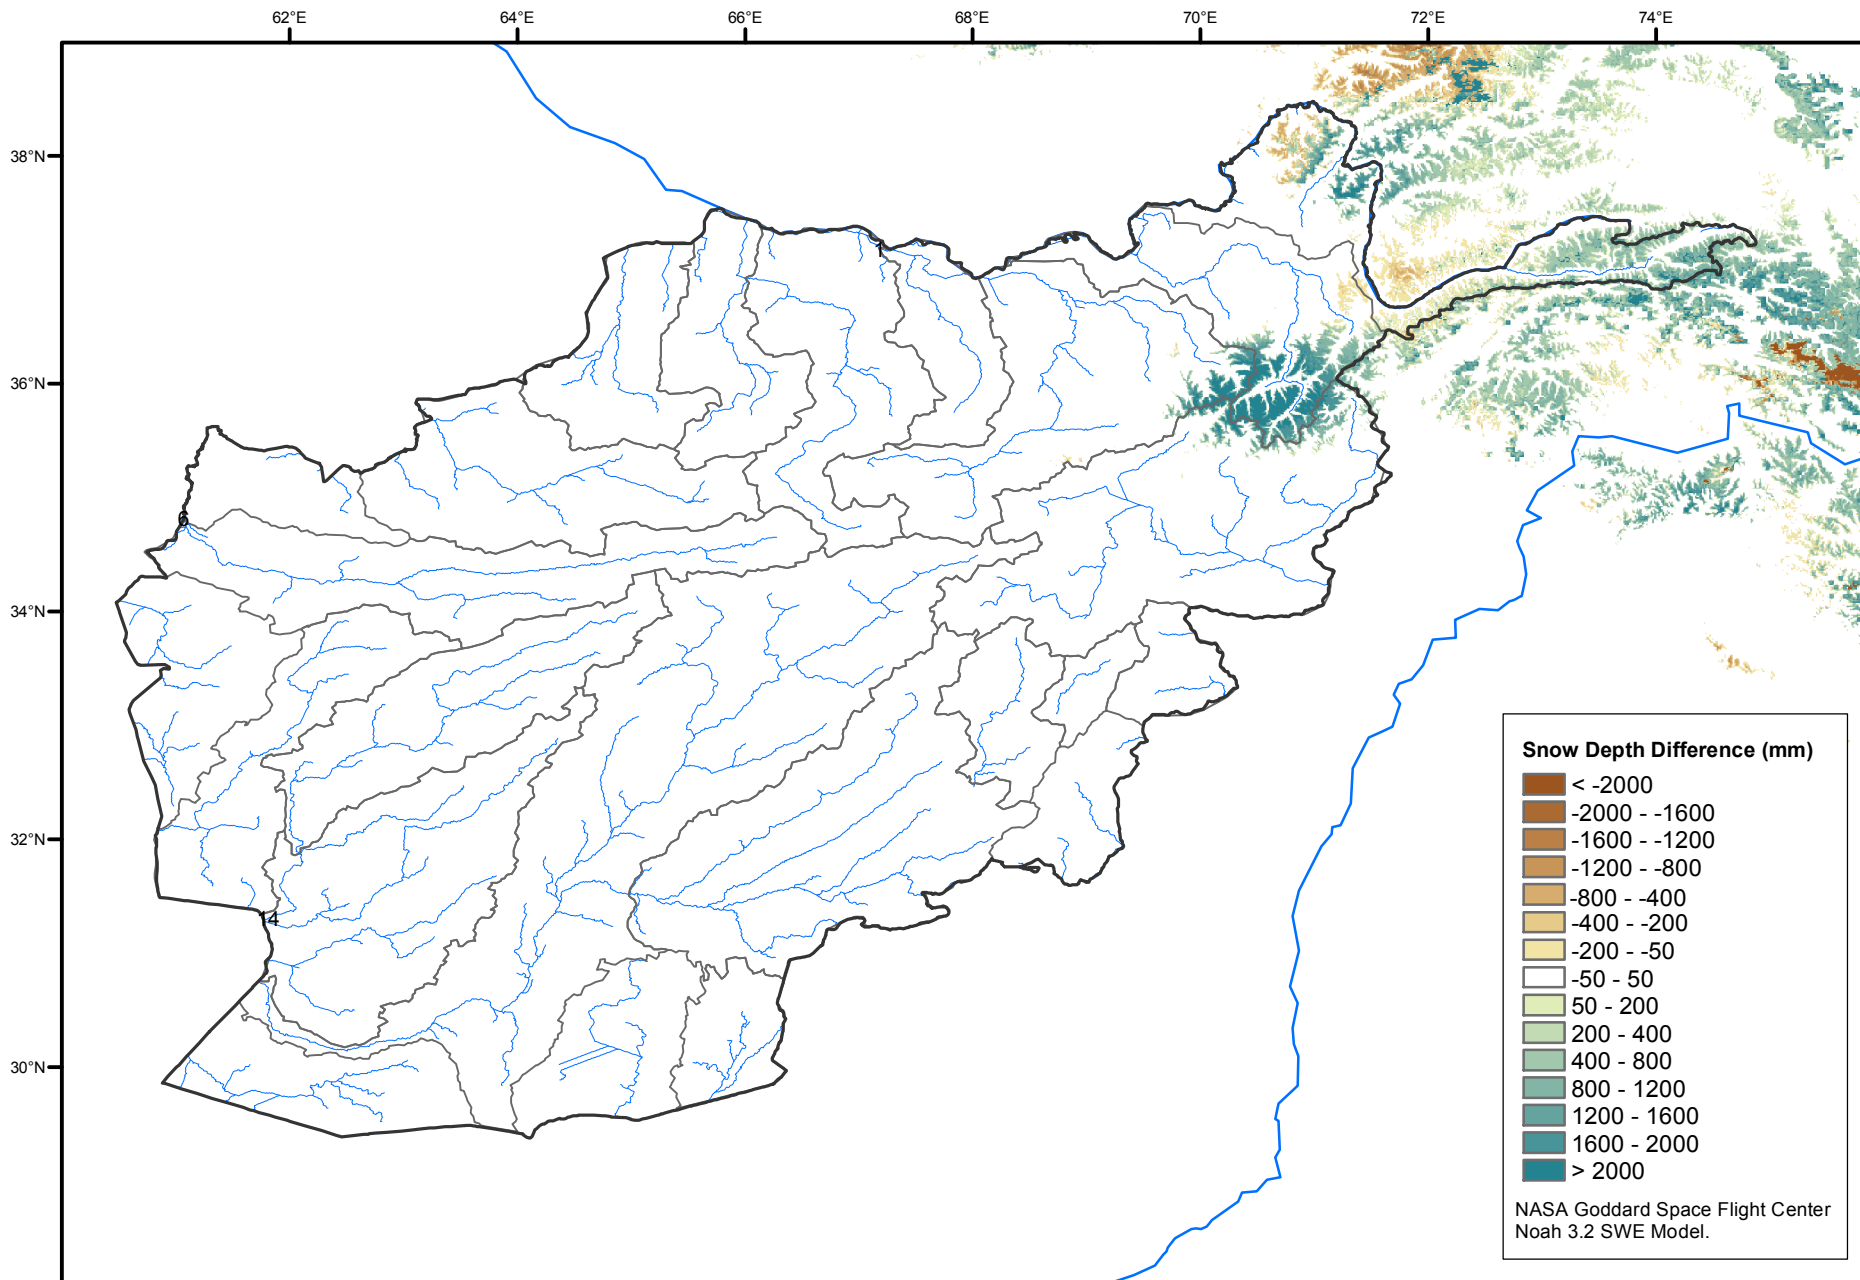 62°E 64°E 66°E 68°E 70°E 72°E 74°E
38°N
1
36°N
6
34°N
32°N
14
30°N
Snow Depth Difference (mm)
< -2000
-2000 - -1600
-1600 - -1200
-1200 - -800
-800 - -400
-400 - -200
-200 - -50
-50 - 50
50 - 200
200 - 400
400 - 800
800 - 1200
1200 - 1600
1600 - 2000
> 2000
NASA Goddard Space Flight Center
Noah 3.2 SWE Model.